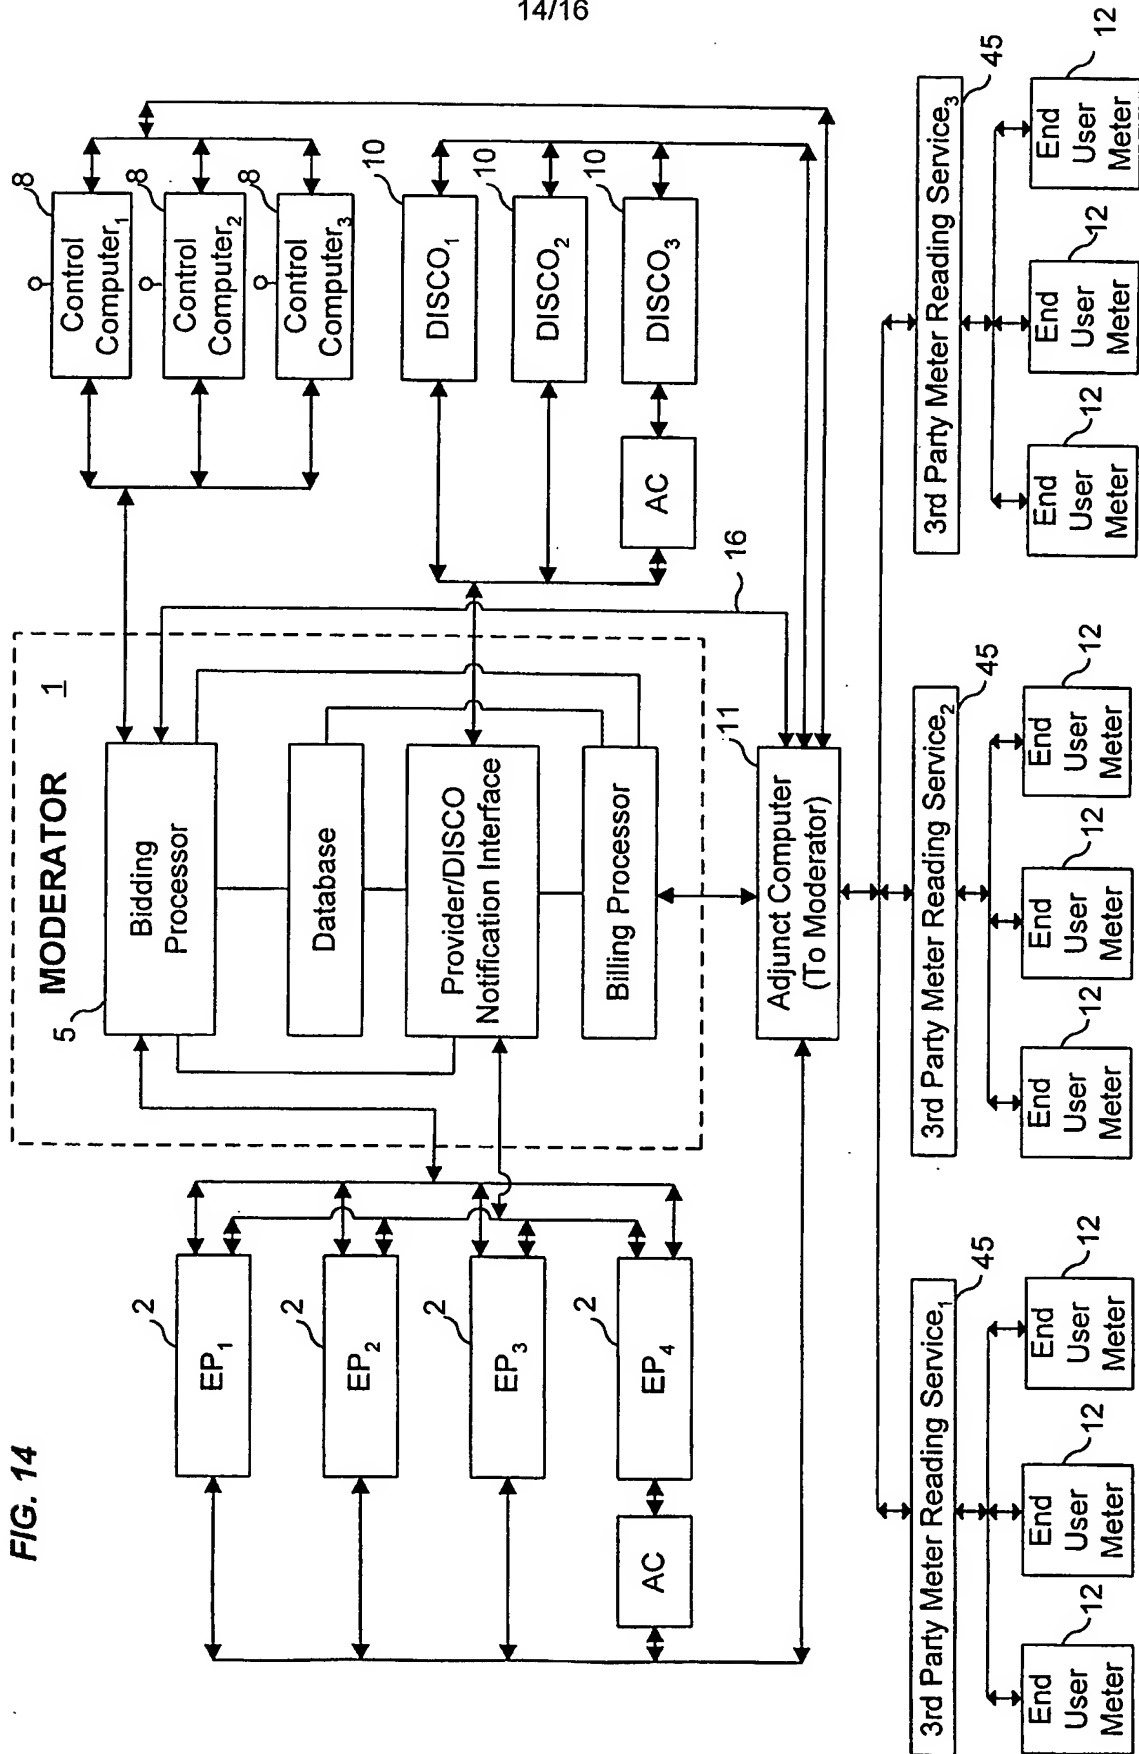 14/16
FIG. 14
MODERATOR
1
5
Bidding
Processor
Database
Provider/DISCO
Notification Interface
Billing Processor
2
EP1
2
EP2
2
EP3
2
EP4
AC
8
Control
Computer1
8
Control
Computer2
8
Control
Computer3
10
DISCO1
10
DISCO2
10
DISCO3
AC
16
11
Adjunct Computer
(To Moderator)
45
3rd Party Meter Reading Service1
12
End
User
Meter
12
End
User
Meter
12
End
User
Meter
45
3rd Party Meter Reading Service2
12
End
User
Meter
12
End
User
Meter
12
End
User
Meter
45
3rd Party Meter Reading Service3
12
End
User
Meter
12
End
User
Meter
12
End
User
Meter